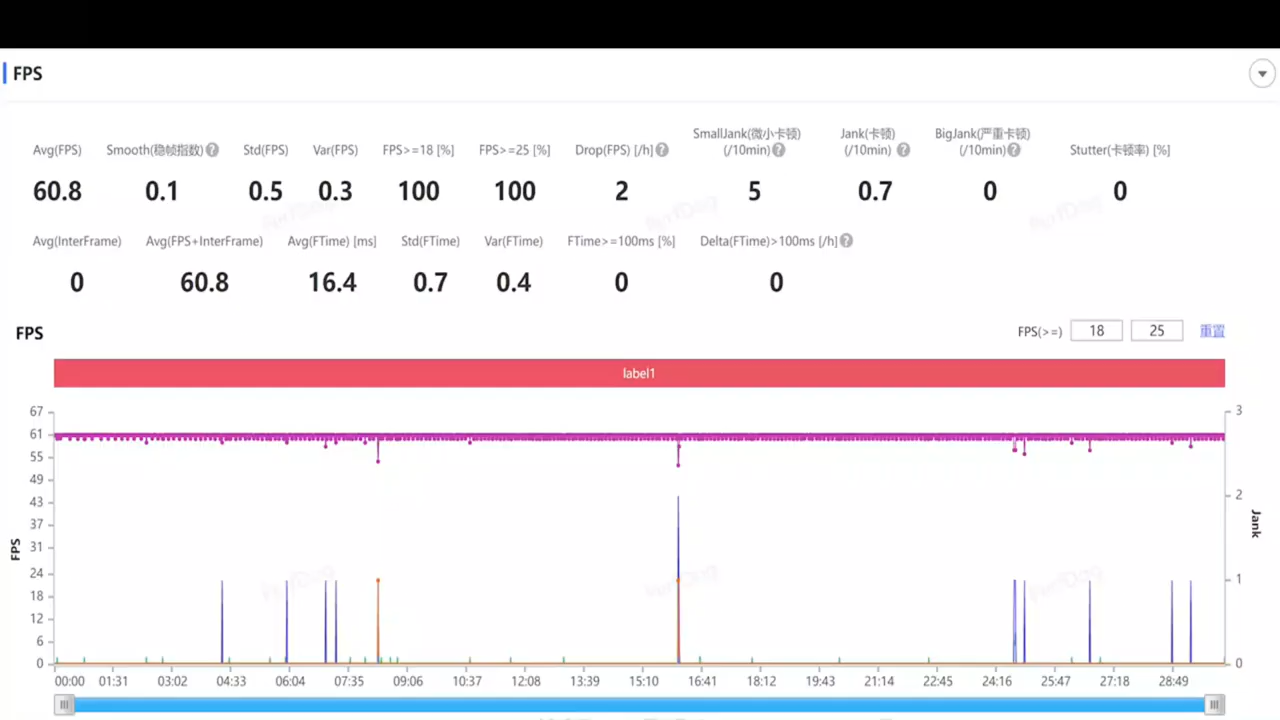 FPS
Avg(FPS) Smooth(稳帧指数) Std(FPS) Var(FPS) FPS>=18 [%] FPS>=25 [%] Drop(FPS) [/h] SmallJank(微小卡顿) (/10min) Jank(卡顿) (/10min) BigJank(严重卡顿) (/10min) Stutter(卡顿率) [%]
60.8 0.1 0.5 0.3 100 100 2 5 0.7 0 0
Avg(InterFrame) Avg(FPS+InterFrame) Avg(FTime) [ms] Std(FTime) Var(FTime) FTime>=100ms [%] Delta(FTime)>100ms [/h]
0 60.8 16.4 0.7 0.4 0 0
FPS FPS(>=) 18 25 重置
label1
67 3
61
55
49
43 2
37
31
24 1
18
12
6
0 0
FPS
Jank
00:00 01:31 03:02 04:33 06:04 07:35 09:06 10:37 12:08 13:39 15:10 16:41 18:12 19:43 21:14 22:45 24:16 25:47 27:18 28:49
PerfDog PerfDog PerfDog
PerfDog PerfDog PerfDog